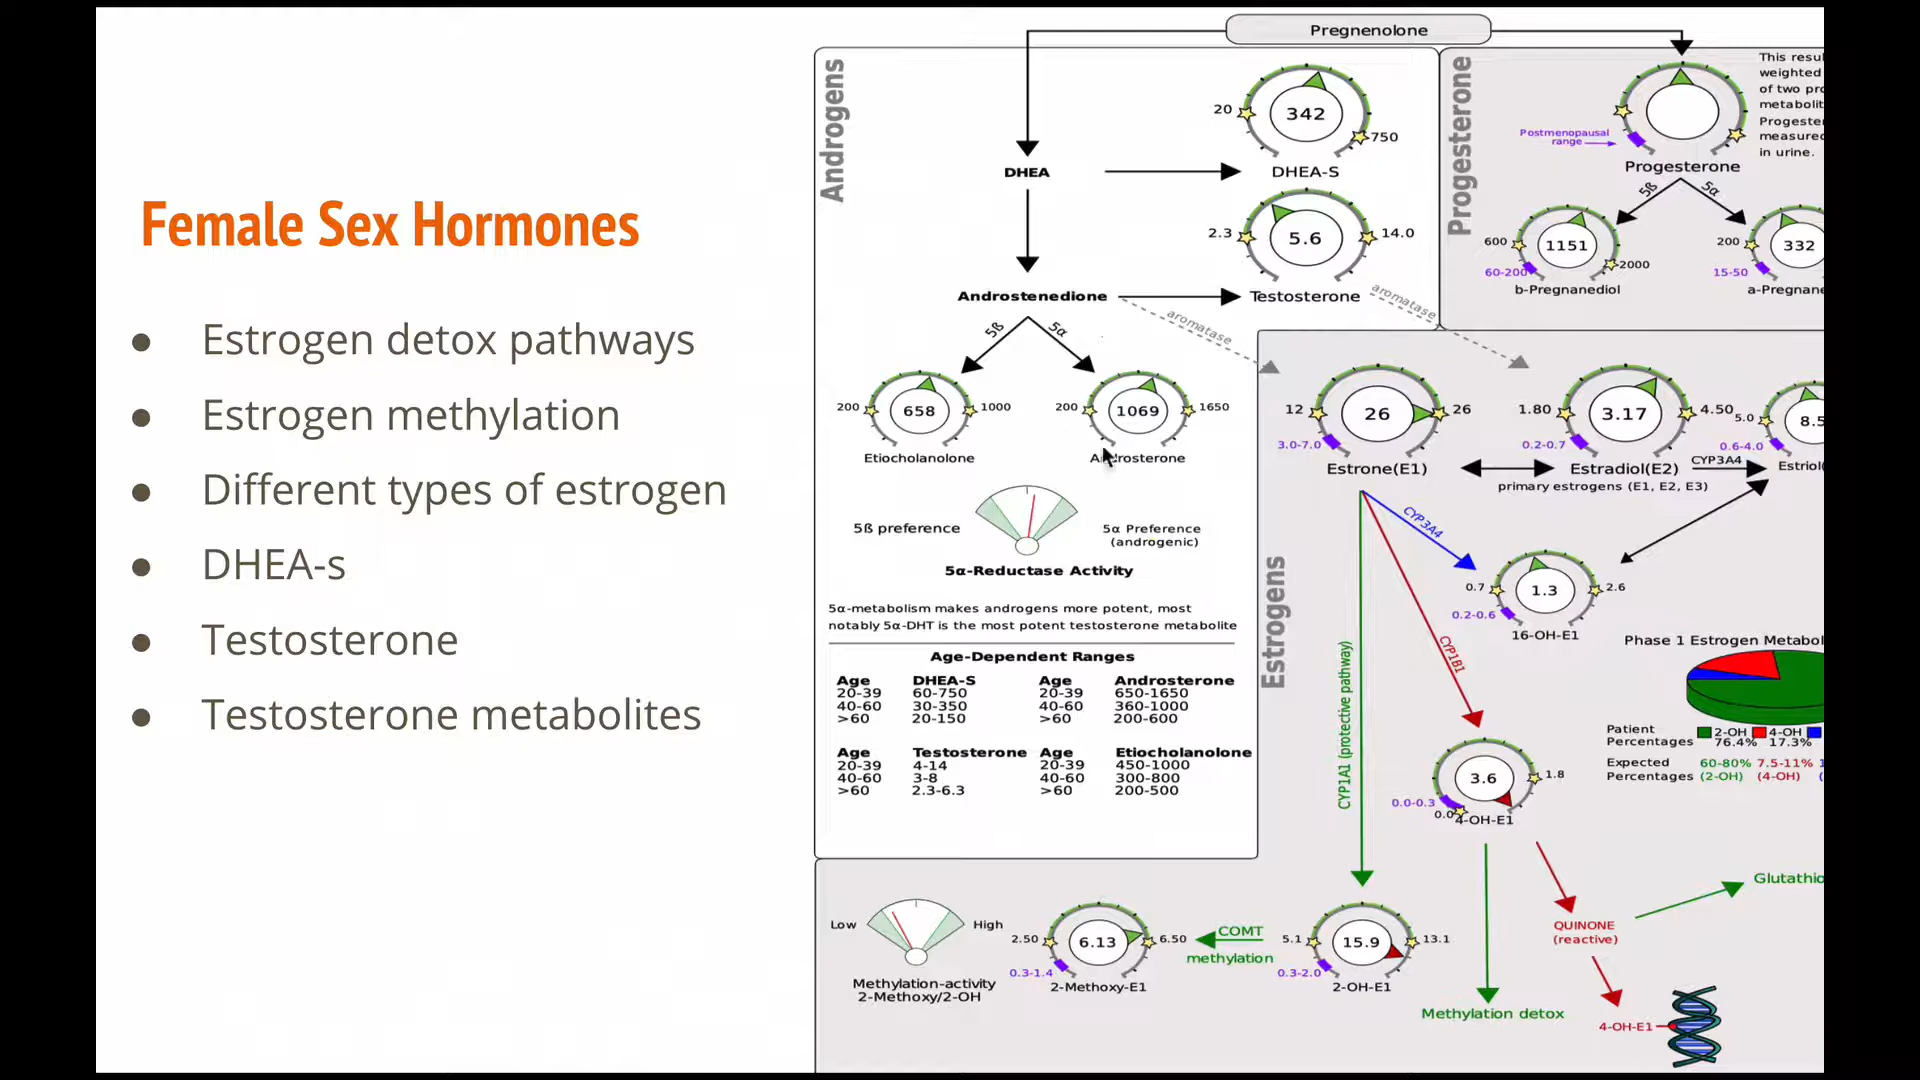 Female Sex Hormones
● Estrogen detox pathways
● Estrogen methylation
● Different types of estrogen
● DHEA-s
● Testosterone
● Testosterone metabolites
Pregnenolone
Androgens
DHEA
20
342
750
DHEA-S
2.3
5.6
14.0
Androstenedione
Testosterone
aromatase
aromatase
5ß
5α
200
658
1000
Etiocholanolone
200
1069
1650
5ß preference
5α Preference
(androgenic)
5α-Reductase Activity
5α-metabolism makes androgens more potent, most
notably 5α-DHT is the most potent testosterone metabolite
Age-Dependent Ranges
Age DHEA-S Age Androsterone
20-39 60-750 20-39 650-1650
40-60 30-350 40-60 360-1000
>60 20-150 >60 200-600
Age Testosterone Age Etiocholanolone
20-39 4-14 20-39 450-1000
40-60 3-8 40-60 300-800
>60 2.3-6.3 >60 200-500
Progesterone
This
weighted
of two
in urine.
Postmenopausal
range
Progesterone
5ß
5α
600
1151
2000
60-200
b-Pregnanediol
200
332
15-50
Estrogens
12
26
26
3.0-7.0
Estrone(E1)
1.80
3.17
4.50
0.2-0.7
Estradiol(E2)
CYP3A4
primary estrogens (E1, E2, E3)
5.0
0.6-4.0
CYP3A4
0.7
1.3
2.6
0.2-0.6
16-OH-E1
CYP1B1
CYP1A1 (protective pathway)
Phase 1 Estrogen
Patient
Percentages
2-OH 4-OH
76.4% 17.3%
Expected
Percentages
60-80% 7.5-11%
(2-OH) (4-OH)
3.6
1.8
0.0-0.3
4-OH-E1
Low
High
Methylation-activity
2-Methoxy/2-OH
2.50
6.13
6.50
0.3-1.4
2-Methoxy-E1
COMT
methylation
5.1
15.9
13.1
0.3-2.0
2-OH-E1
Methylation detox
QUINONE
(reactive)
4-OH-E1